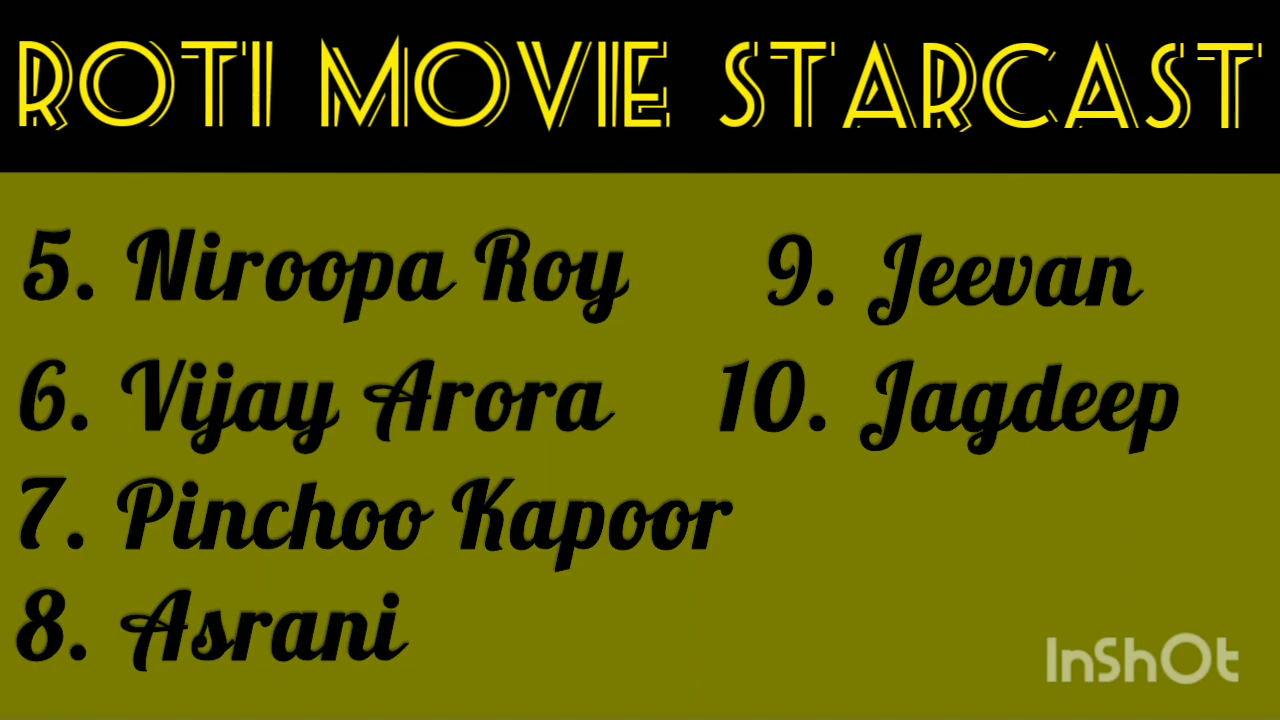 ROTI MOVIE STARCAST
5. Niroopa Roy
6. Vijay Arora
7. Pinchoo Kapoor
8. Asrani
9. Jeevan
10. Jagdeep
InShOt